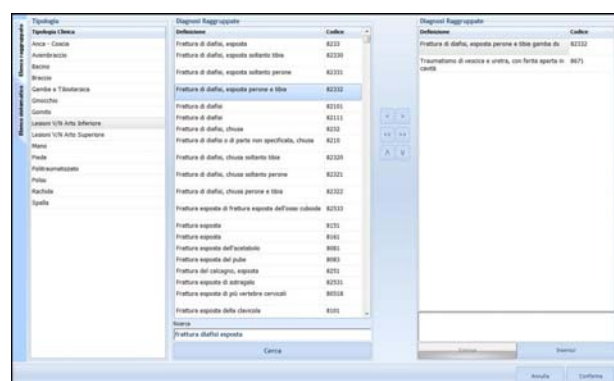 Elenco raggruppato
Elenco sistematico
Tipologia
Tipologia Clinica
Anca - Coscia
Avambraccio
Bacino
Braccio
Gamba e Tibiotarsica
Ginocchio
Gomito
Lesioni V/N Arto Inferiore
Lesioni V/N Arto Superiore
Mano
Piede
Politraumatizzato
Polso
Rachide
Spalla
Diagnosi Raggruppate
Definizione Codice
Frattura di diafisi, esposta 8233
Frattura di diafisi, esposta soltanto tibia 82330
Frattura di diafisi, esposta soltanto perone 82331
Frattura di diafisi, esposta perone e tibia 82332
Frattura di diafisi 82101
Frattura di diafisi 82111
Frattura di diafisi, chiusa 8232
Frattura di diafisi o di parte non specificata, chiusa 8210
Frattura di diafisi, chiusa soltanto tibia 82320
Frattura di diafisi, chiusa soltanto perone 82321
Frattura di diafisi, chiusa perone e tibia 82322
Frattura esposta di frattura esposta dell'osso cuboide 82533
Frattura esposta 8151
Frattura esposta 8161
Frattura esposta dell'acetabolo 8081
Frattura esposta del pube 8083
Frattura del calcagno, esposta 8251
Frattura esposta di astragalo 82531
Frattura esposta di più vertebre cervicali 80518
Frattura esposta della clavicola 8101
Ricerca
frattura diafisi esposta
Cerca
< >
<< >>
Diagnosi Raggruppate
Definizione Codice
Frattura di diafisi, esposta perone e tibia gamba dx 82332
Traumatismo di vescica e uretra, con ferita aperta in 8671
cavità
Inserisci
Annulla Conferma